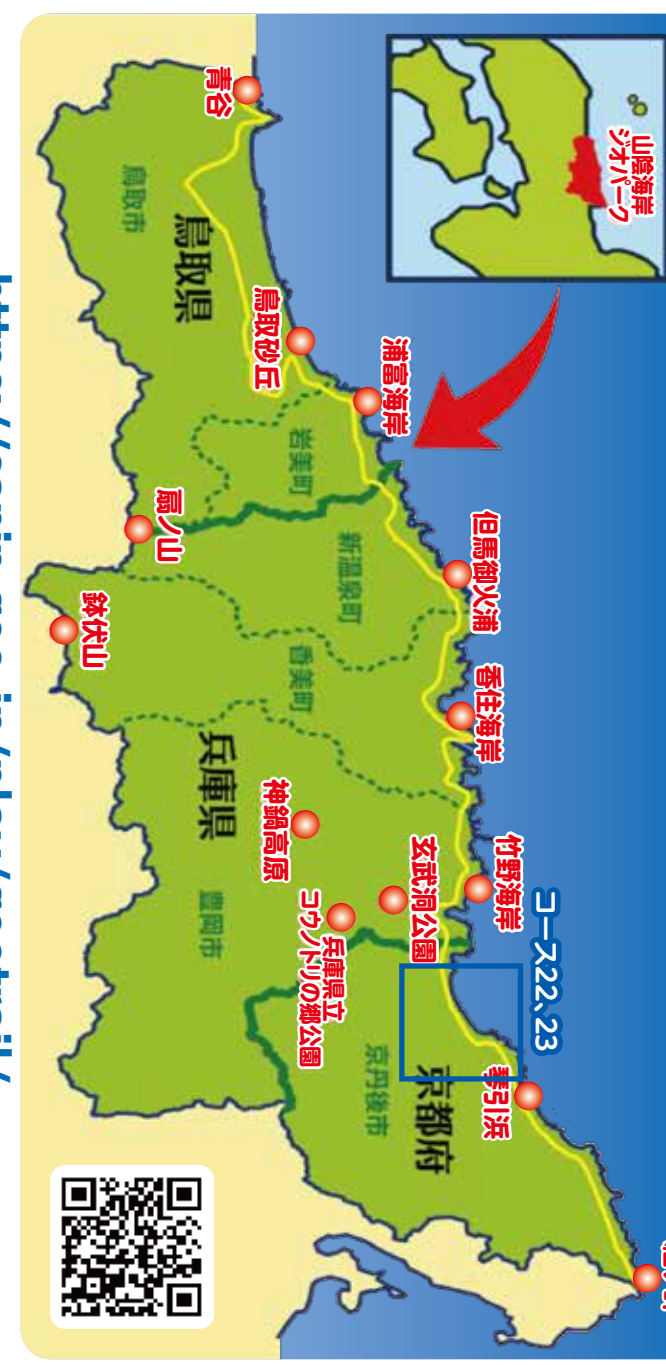 山陰海岸
ジオパーク
青谷
鳥取市
鳥取県
鳥取砂丘
浦富海岸
岩美町
扇ノ山
新温泉町
但馬御火浦
鉢伏山
香美町
香住海岸
兵庫県
神鍋高原
竹野海岸
玄武洞公園
兵庫県立
コウノトリの郷公園
豊岡市
コース22、23
京都府
京丹後市
琴引浜